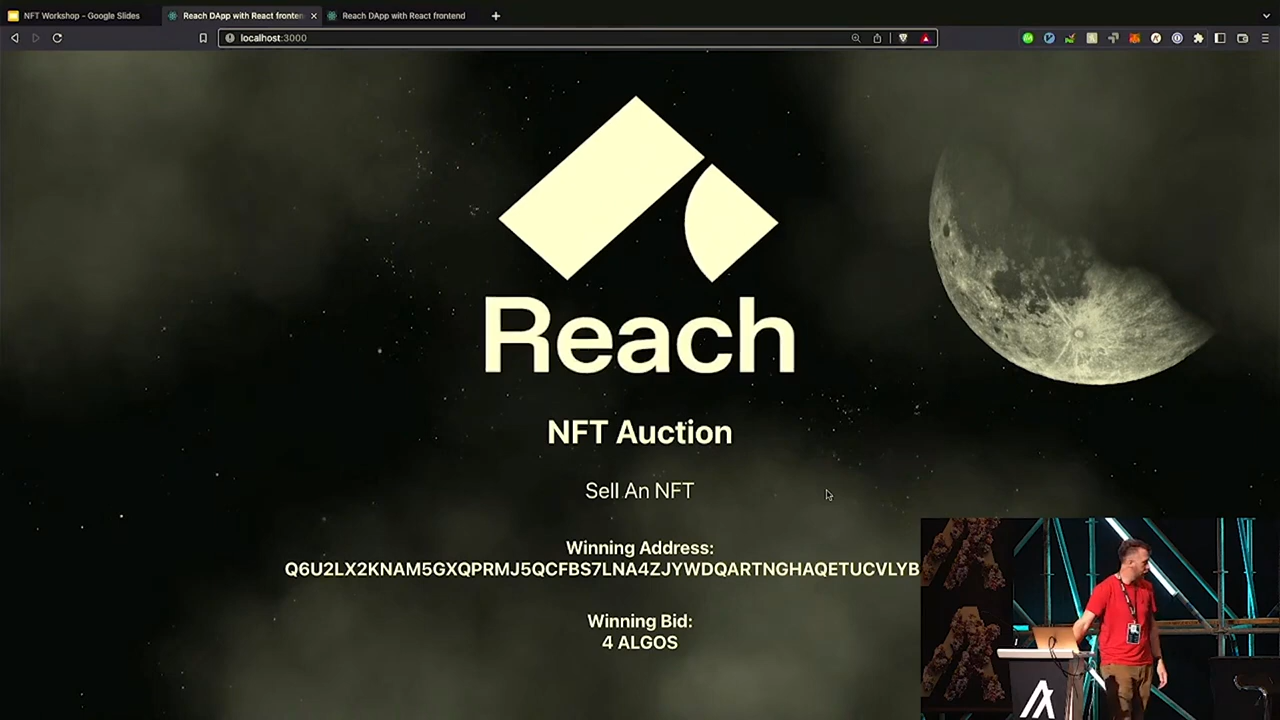 NFT Workshop - Google Slides
Reach DApp with React fronten
Reach DApp with React frontend
localhost:3000
Reach
NFT Auction
Sell An NFT
Winning Address:
Q6U2LX2KNAM5GXQPRMJ5QCFBS7LNA4ZJYWDQARTNGHAQETUCVLYB
Winning Bid:
4 ALGOS